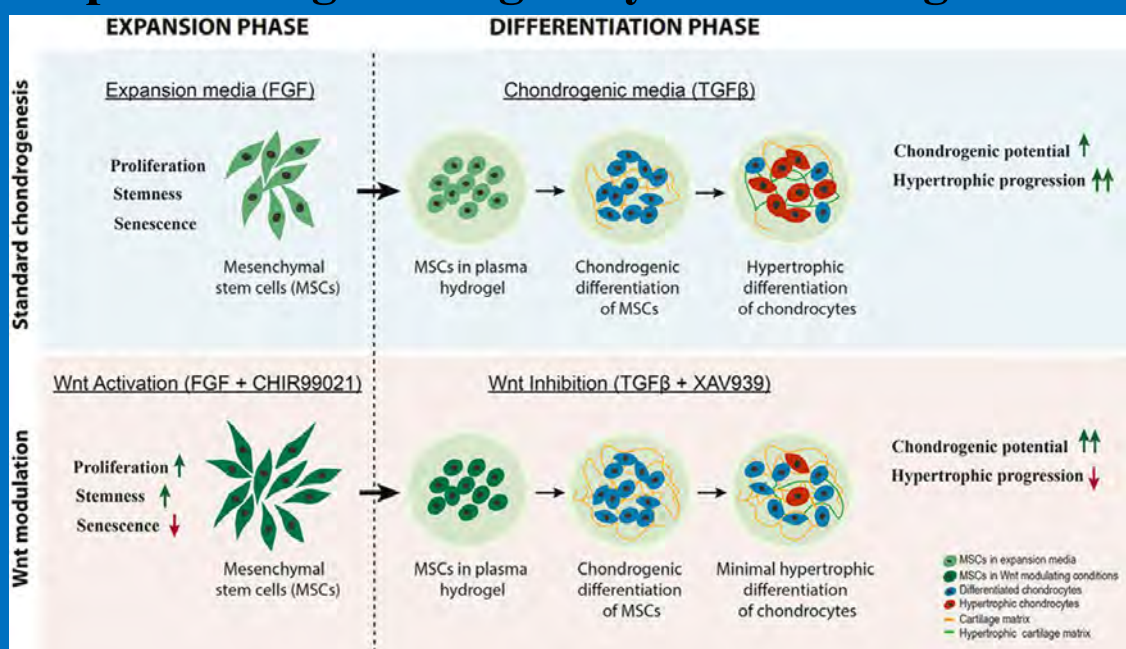 EXPANSION PHASE
DIFFERENTIATION PHASE
Standard chondrogenesis
Expansion media (FGF)
Chondrogenic media (TGFβ)
Proliferation
Stemness
Senescence
Mesenchymal
stem cells (MSCs)
MSCs in plasma
hydrogel
Chondrogenic
differentiation
of MSCs
Hypertrophic
differentiation
of chondrocytes
Chondrogenic potential ↑
Hypertrophic progression ↑↑
Wnt modulation
Wnt Activation (FGF + CHIR99021)
Wnt Inhibition (TGFβ + XAV939)
Proliferation ↑
Stemness ↑
Senescence ↓
Mesenchymal
stem cells (MSCs)
MSCs in plasma
hydrogel
Chondrogenic
differentiation
of MSCs
Minimal hypertrophic
differentiation
of chondrocytes
Chondrogenic potential ↑↑
Hypertrophic progression ↓
MSCs in expansion media
MSCs in Wnt modulating conditions
Differentiated chondrocytes
Hypertrophic chondrocytes
Cartilage matrix
Hypertrophic cartilage matrix